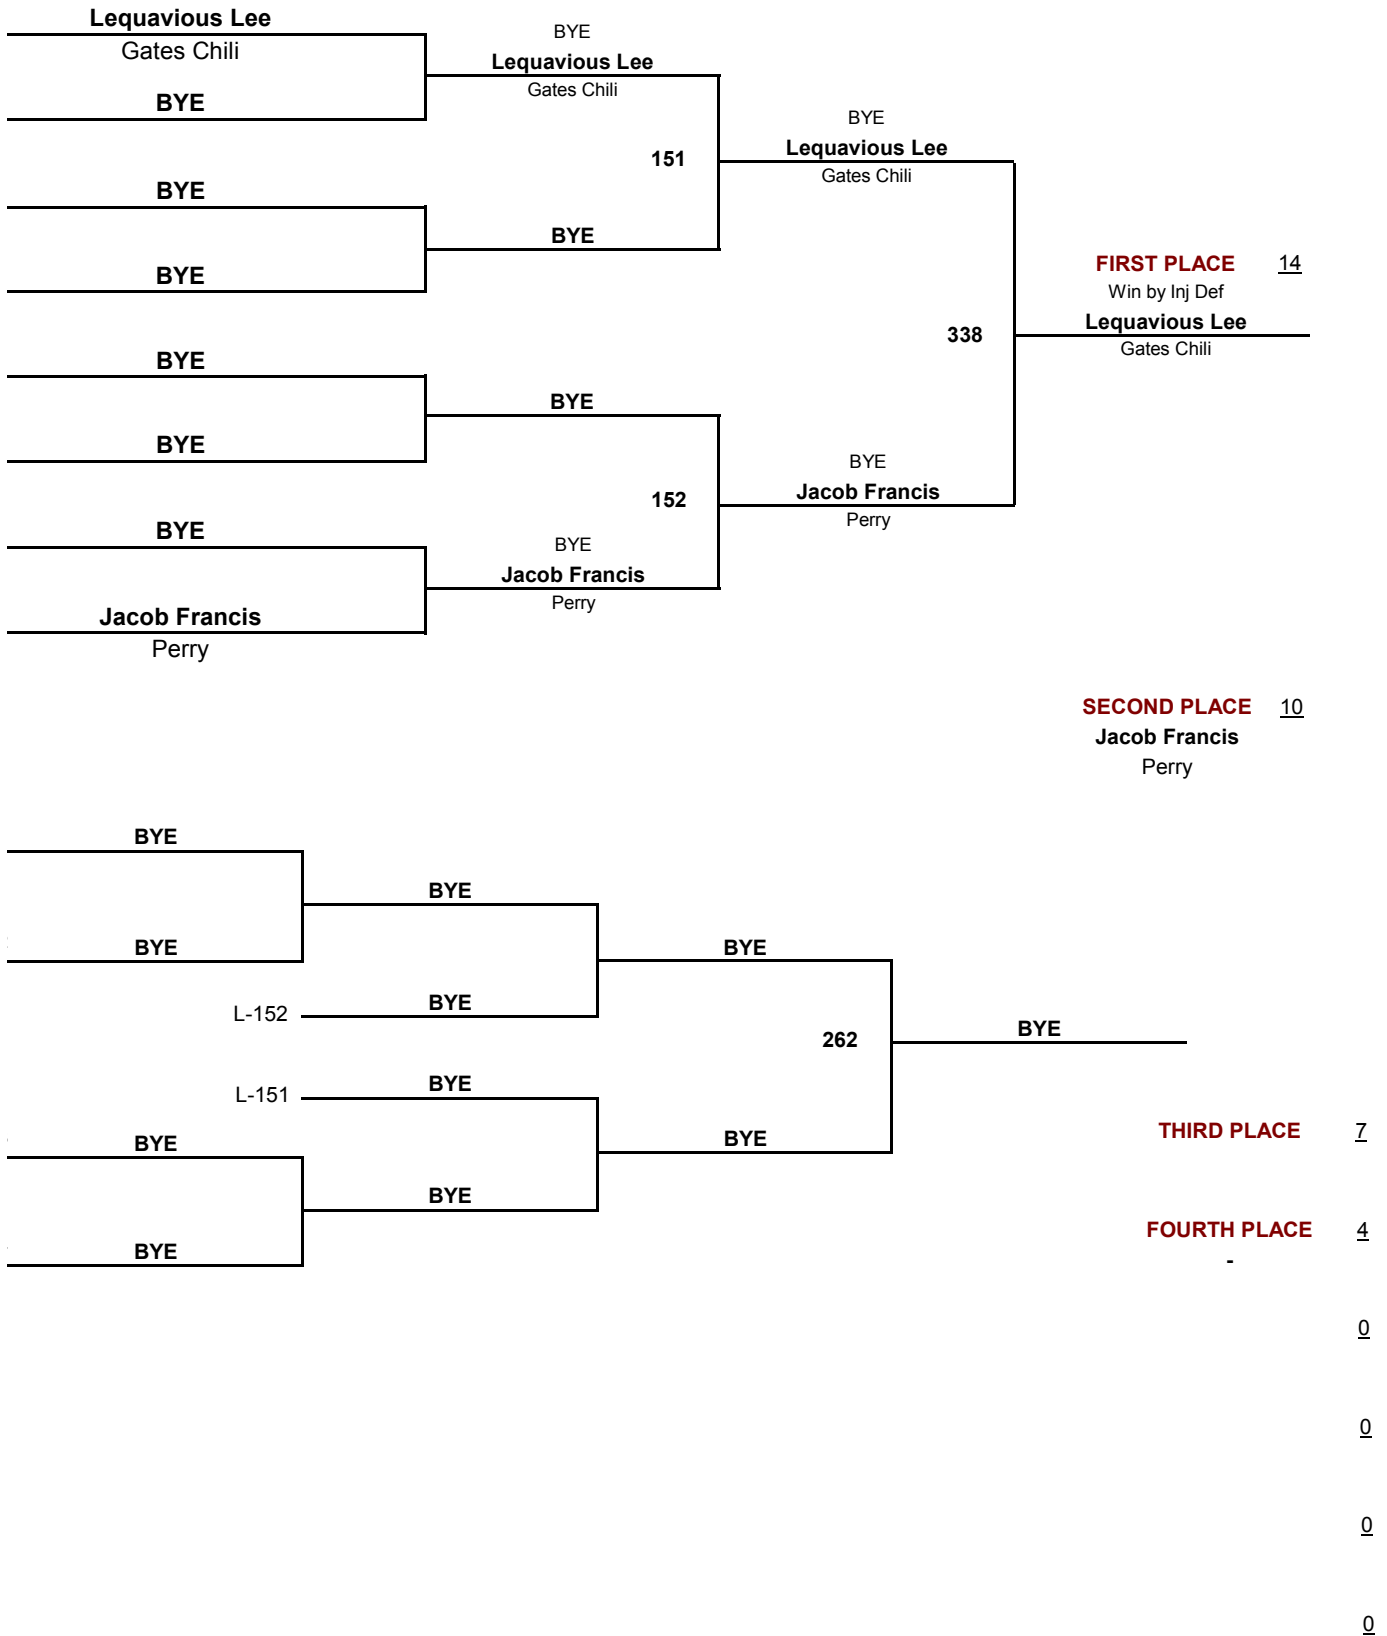 Lequavious Lee
Gates Chili
BYE
BYE
Lequavious Lee
Gates Chili
BYE
Lequavious Lee
Gates Chili
151
BYE
BYE
BYE
FIRST PLACE 14
Win by Inj Def
Lequavious Lee
Gates Chili
338
BYE
BYE
BYE
BYE
Jacob Francis
Perry
152
BYE
BYE
Jacob Francis
Perry
Jacob Francis
Perry
SECOND PLACE 10
Jacob Francis
Perry
BYE
BYE
BYE
BYE
L-152 BYE
262
BYE
L-151 BYE
THIRD PLACE 7
BYE
BYE
BYE
FOURTH PLACE 4
-
BYE
0
0
0
0